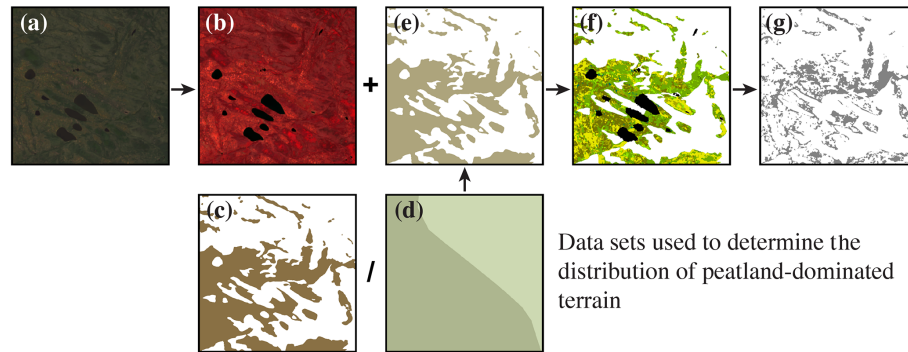 (a)
(b)
+
(e)
(f)
(g)
(c)
/
(d)
Data sets used to determine the
distribution of peatland-dominated
terrain